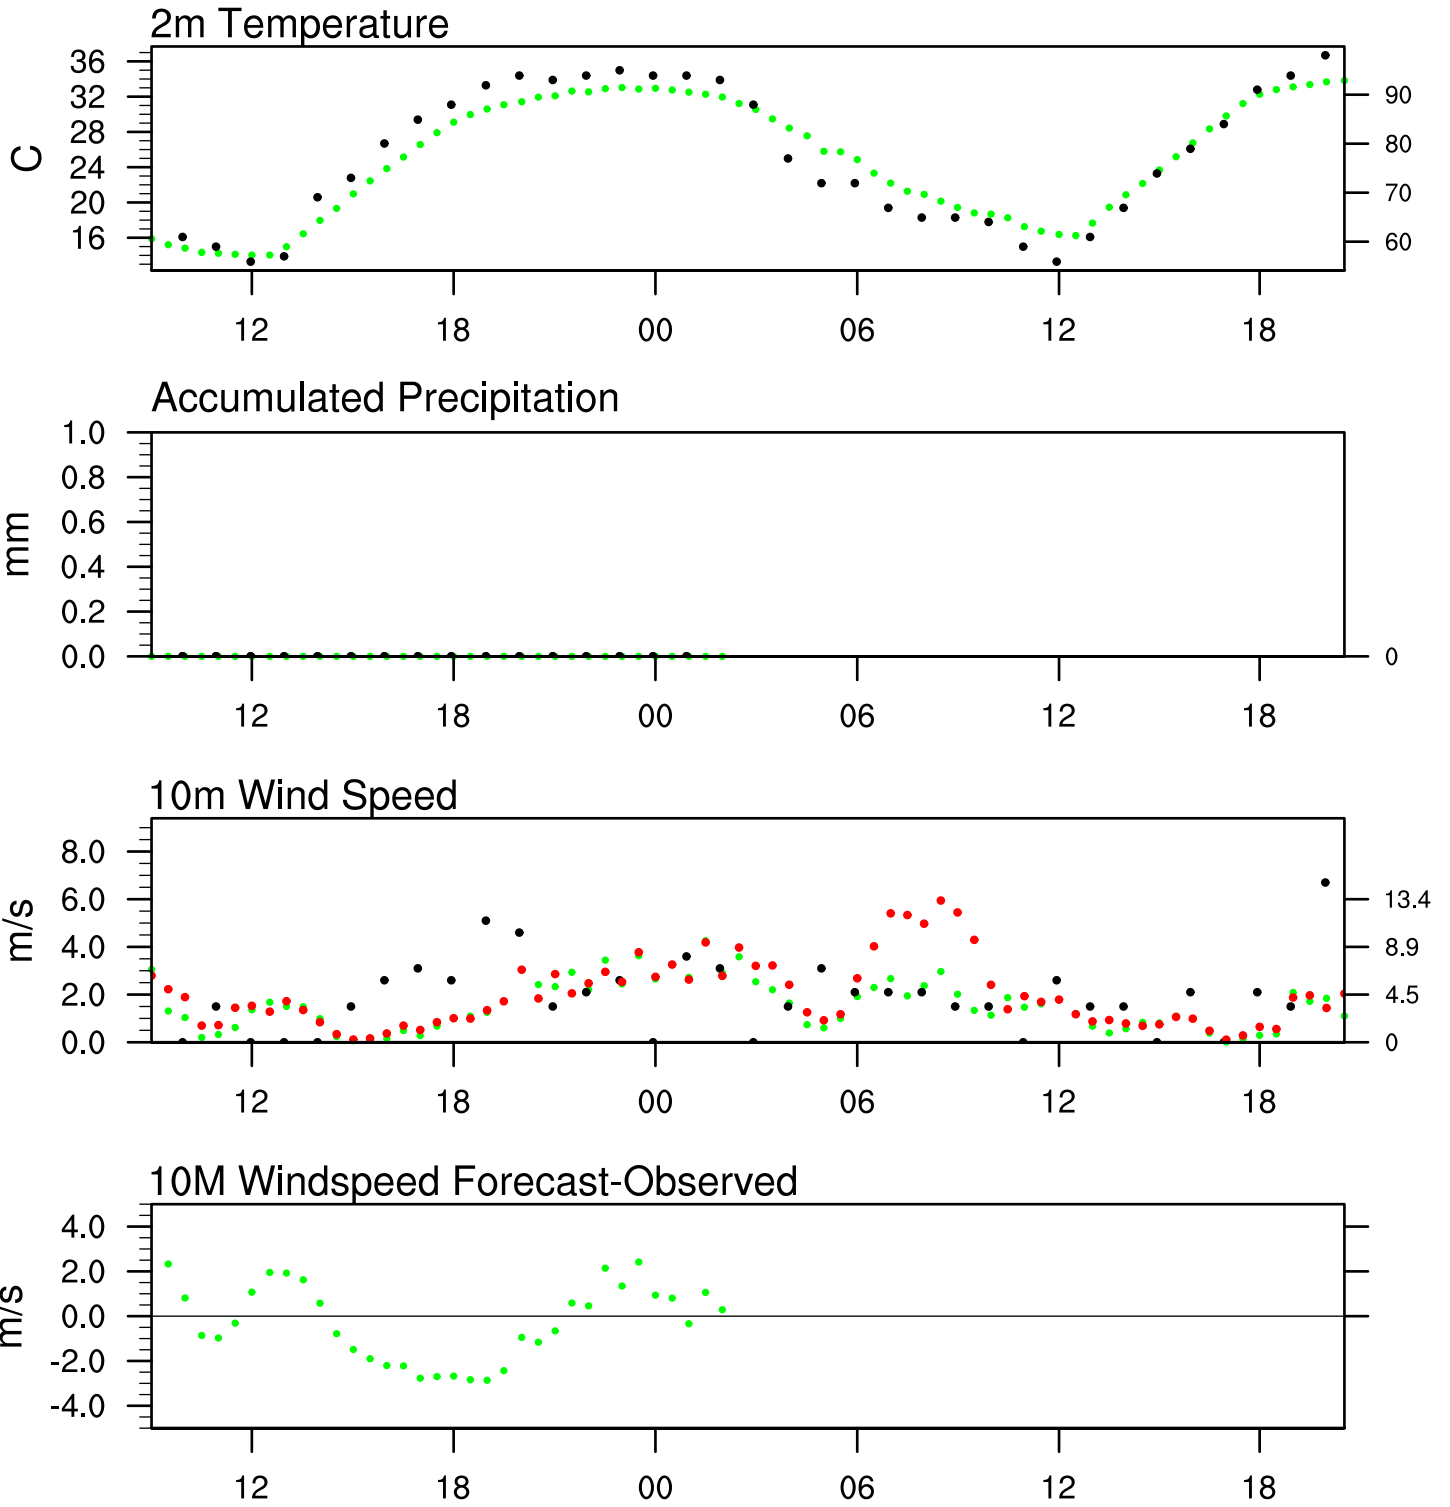 2m Temperature
36
32
28
24
20
16
C
90
80
70
60
12 18 00 06 12 18
Accumulated Precipitation
1.0
0.8
0.6
0.4
0.2
0.0
mm
0
12 18 00 06 12 18
10m Wind Speed
8.0
6.0
4.0
2.0
0.0
m/s
13.4
8.9
4.5
0
12 18 00 06 12 18
10M Windspeed Forecast-Observed
4.0
2.0
0.0
-2.0
-4.0
m/s
12 18 00 06 12 18